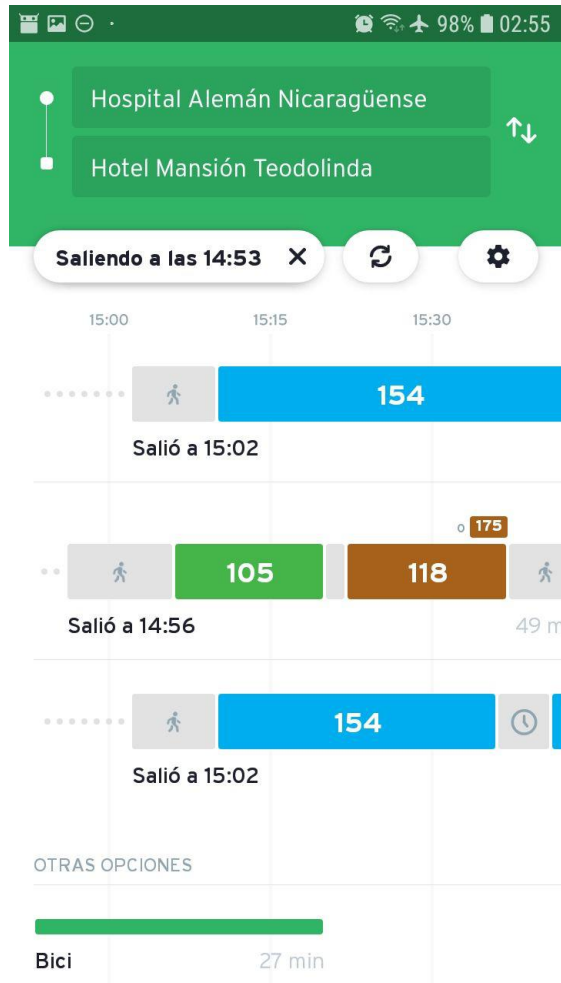 98% 02:55
Hospital Alemán Nicaragüense
Hotel Mansión Teodolinda
Saliendo a las 14:53
15:00 15:15 15:30
154
Salió a 15:02
o 175
105 118
Salió a 14:56 49 m
154
Salió a 15:02
OTRAS OPCIONES
Bici 27 min